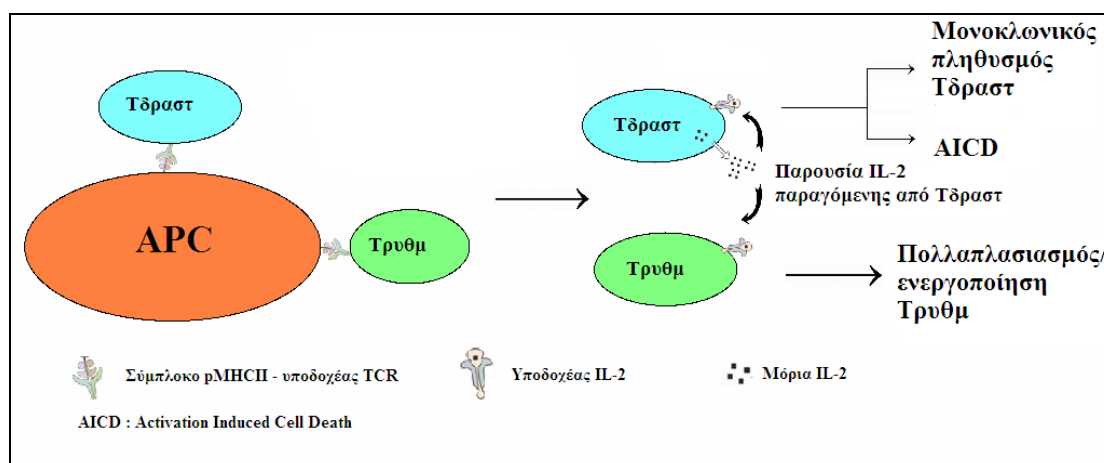 Τδραστ
APC
Τρυθμ
Τδραστ
Τρυθμ
Παρουσία IL-2
παραγόμενης από Τδραστ
Μονοκλωνικός
πληθυσμός
Τδραστ
AICD
Πολλαπλασιασμός/
ενεργοποίηση
Τρυθμ
Σύμπλοκο pMHCII - υποδοχέας TCR
Υποδοχέας IL-2
Μόρια IL-2
AICD : Activation Induced Cell Death